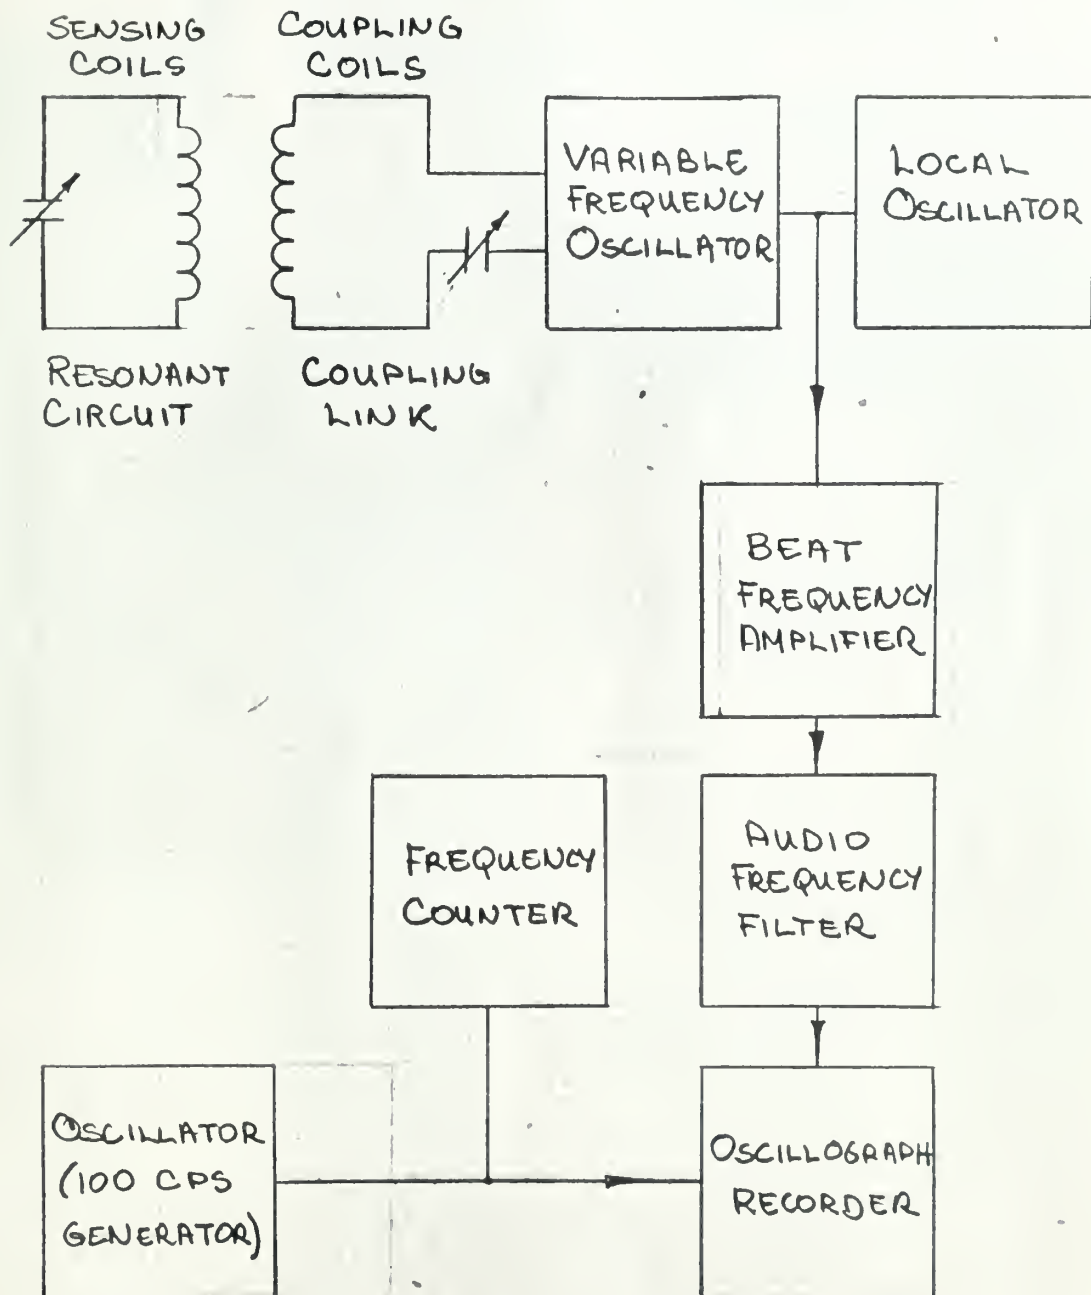 SENSING
COILS
COUPLING
COILS
VARIABLE
FREQUENCY
OSCILLATOR
LOCAL
OSCILLATOR
RESONANT
CIRCUIT
COUPLING
LINK
BEAT
FREQUENCY
AMPLIFIER
FREQUENCY
COUNTER
AUDIO
FREQUENCY
FILTER
OSCILLATOR
(100 CPS
GENERATOR)
OSCILLOGRAPH
RECORDER